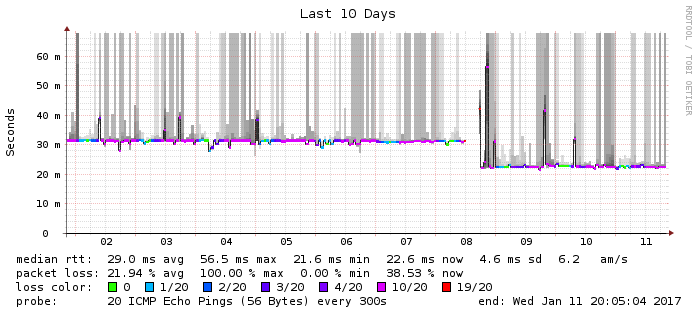 Last 10 Days
RRDTOOL / TOBI OETIKER
Seconds
60 m
50 m
40 m
30 m
20 m
10 m
0
02 03 04 05 06 07 08 09 10 11
median rtt: 29.0 ms avg 56.5 ms max 21.6 ms min 22.6 ms now 4.6 ms sd 6.2 am/s
packet loss: 21.94 % avg 100.00 % max 0.00 % min 38.53 % now
loss color: 0 1/20 2/20 3/20 4/20 10/20 19/20
probe: 20 ICMP Echo Pings (56 Bytes) every 300s end: Wed Jan 11 20:05:04 2017